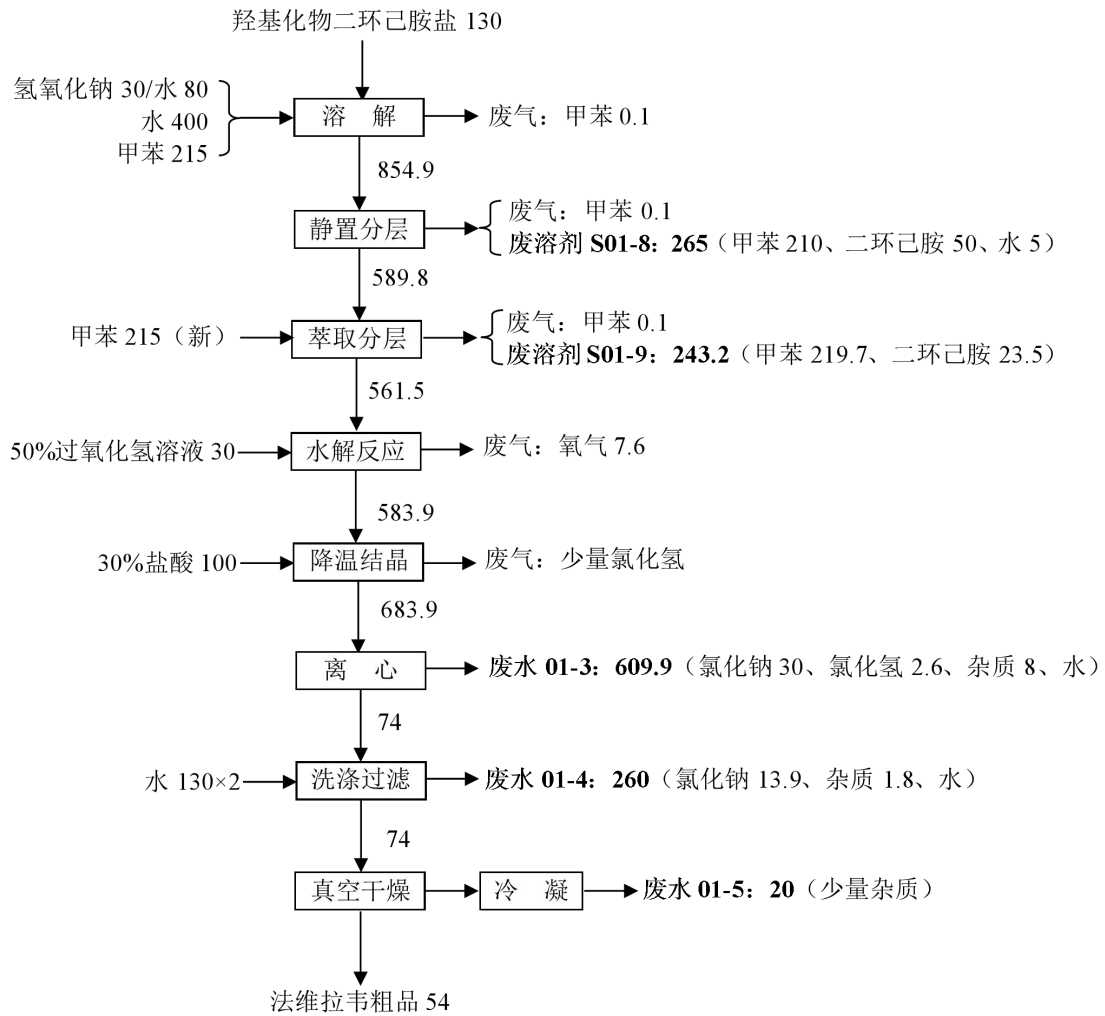 羟基化物二环己胺盐 130
氢氧化钠 30/水 80
水 400
甲苯 215
溶 解
废气：甲苯 0.1
854.9
静置分层
废气：甲苯 0.1
废溶剂 S01-8：265（甲苯 210、二环己胺 50、水 5）
589.8
甲苯 215（新）
萃取分层
废气：甲苯 0.1
废溶剂 S01-9：243.2（甲苯 219.7、二环己胺 23.5）
561.5
50%过氧化氢溶液 30
水解反应
废气：氧气 7.6
583.9
30%盐酸 100
降温结晶
废气：少量氯化氢
683.9
离 心
废水 01-3：609.9（氯化钠 30、氯化氢 2.6、杂质 8、水）
74
水 130×2
洗涤过滤
废水 01-4：260（氯化钠 13.9、杂质 1.8、水）
74
真空干燥
冷 凝
废水 01-5：20（少量杂质）
法维拉韦粗品 54